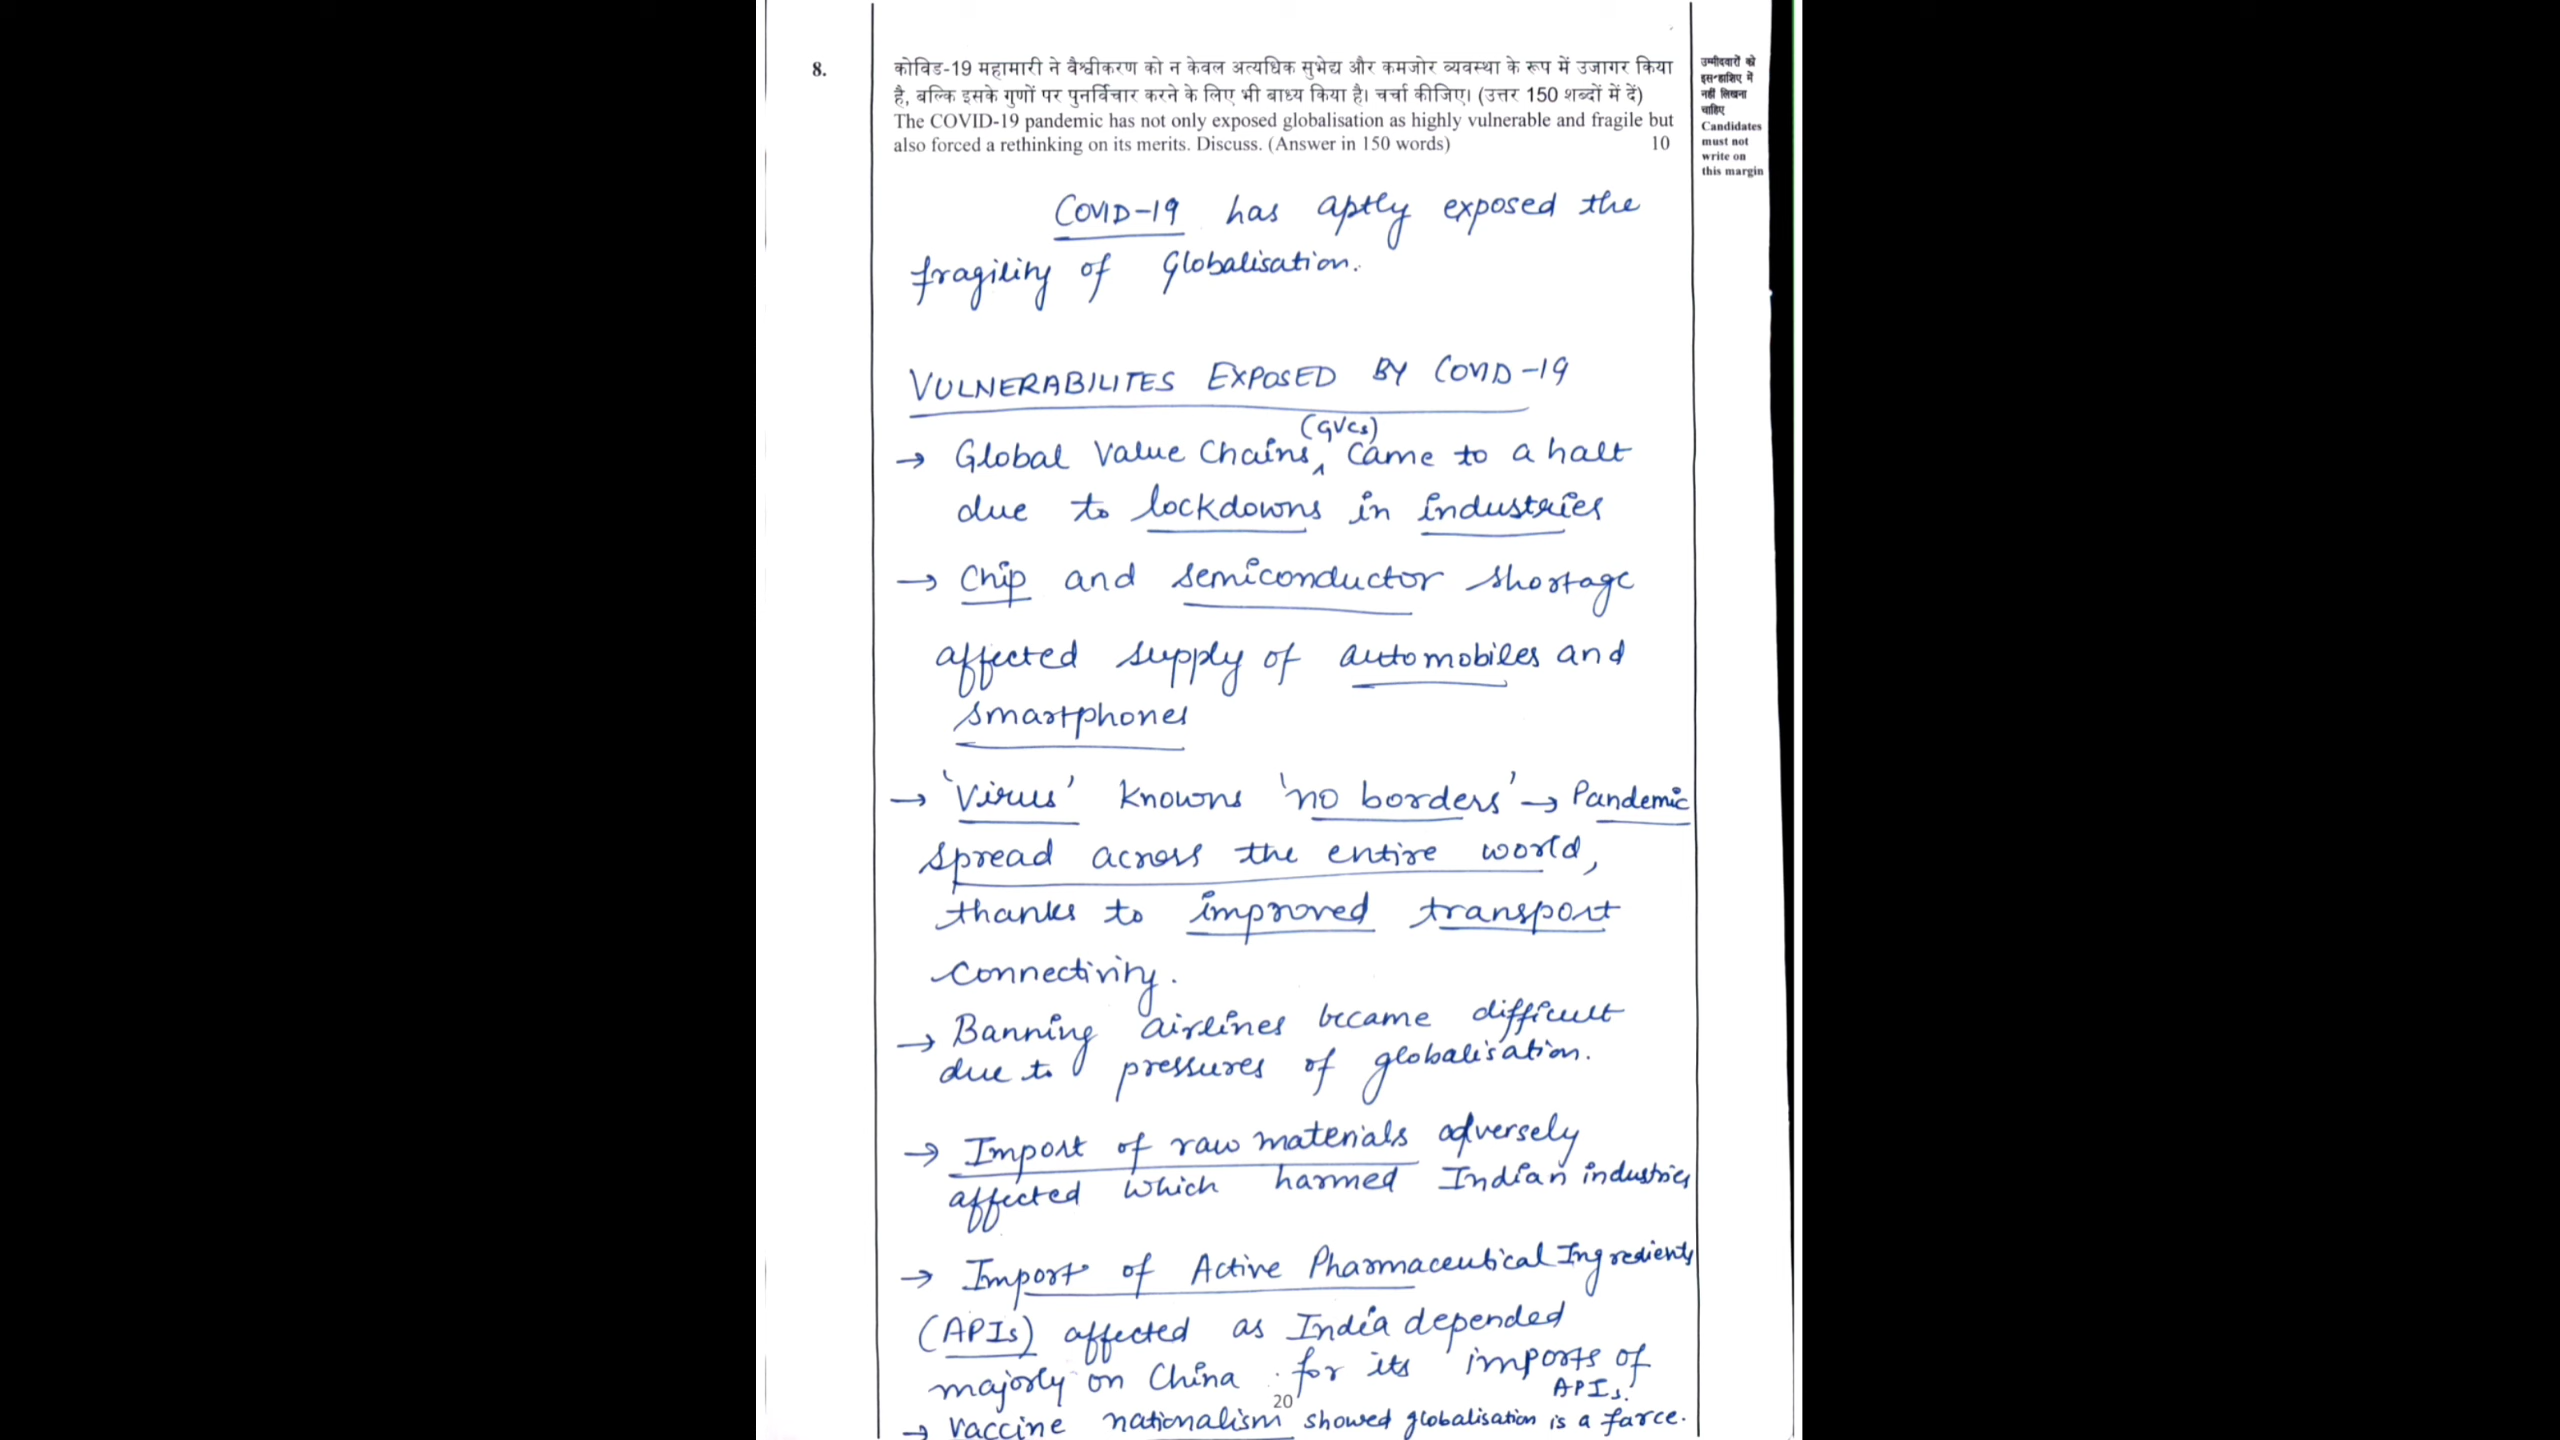 8.
कोविड-19 महामारी ने वैश्वीकरण को न केवल अत्यधिक सुभेद्य और कमजोर व्यवस्था के रूप में उजागर किया
है, बल्कि इसके गुणों पर पुनर्विचार करने के लिए भी बाध्य किया है। चर्चा कीजिए। (उत्तर 150 शब्दों में दें)
The COVID-19 pandemic has not only exposed globalisation as highly vulnerable and fragile but
also forced a rethinking on its merits. Discuss. (Answer in 150 words) 10
उम्मीदवारों को
इस हाशिए में
नहीं लिखना
चाहिए
Candidates
must not
write on
this margin
COVID-19 has aptly exposed the
fragility of Globalisation.
VULNERABILITES EXPOSED BY COVID-19
(GVCs)
→ Global Value Chains ^ came to a halt
due to lockdowns in industries
→ Chip and semiconductor shortage
affected supply of automobiles and
smartphones
→ 'Virus' knowns 'no borders' → Pandemic
spread across the entire world,
thanks to improved transport
connectivity.
→ Banning airlines became difficult
due to pressures of globalisation.
→ Import of raw materials adversely
affected which harmed Indian industries
→ Import of Active Pharmaceutical Ingredients
(APIs) affected as India depended
majorly on China for its imports of
APIs.
20
→ Vaccine nationalism showed globalisation is a farce.